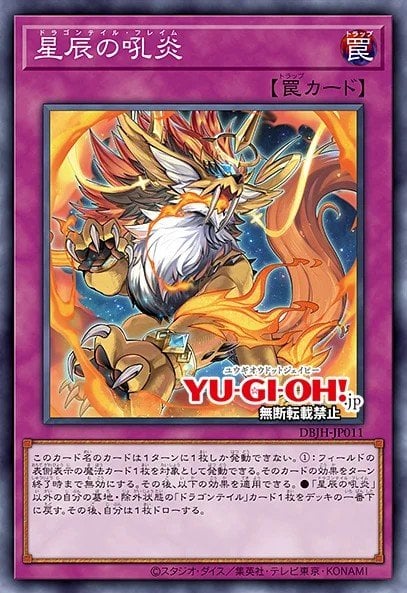 ドラゴンテイル・フレイム
星辰の吼炎
トラップ
罠
トラップ
【罠カード】
ユウギオウドットジェイピー
YU-GI-OH!.jp
無断転載禁止
DBJH-JP011
このカード名のカードは1ターンに1枚しか発動できない。①：フィールドの
表側表示の魔法カード1枚を対象として発動できる。そのカードの効果をターン
終了時まで無効にする。その後、以下の効果を適用できる。●「星辰の吼炎」
以外の自分の墓地・除外状態の「ドラゴンテイル」カード1枚をデッキの一番下
に戻す。その後、自分は1枚ドローする。
©スタジオ・ダイス／集英社・テレビ東京・KONAMI